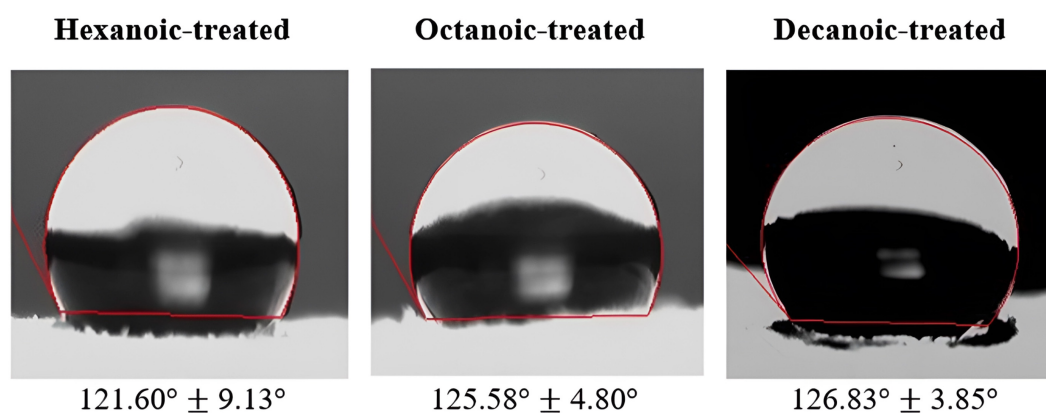 Hexanoic-treated
Octanoic-treated
Decanoic-treated
121.60° ± 9.13°
125.58° ± 4.80°
126.83° ± 3.85°